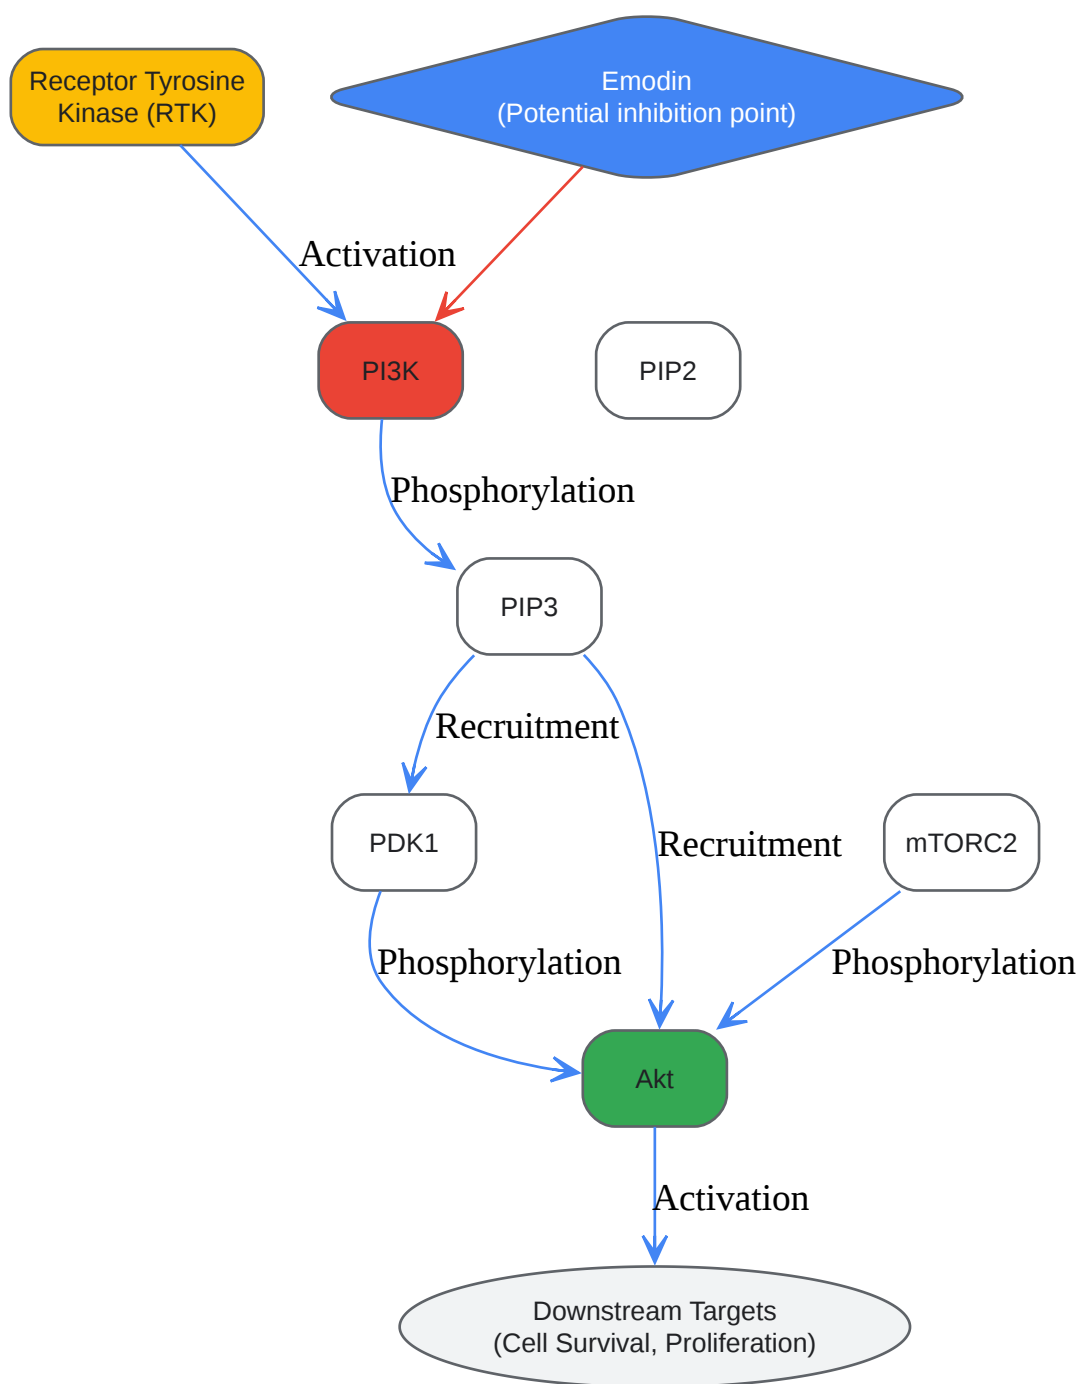 Receptor Tyrosine
Kinase (RTK)
Emodin
(Potential inhibition point)
Activation
PI3K
PIP2
Phosphorylation
PIP3
Recruitment
PDK1
Recruitment
mTORC2
Phosphorylation
Phosphorylation
Akt
Activation
Downstream Targets
(Cell Survival, Proliferation)